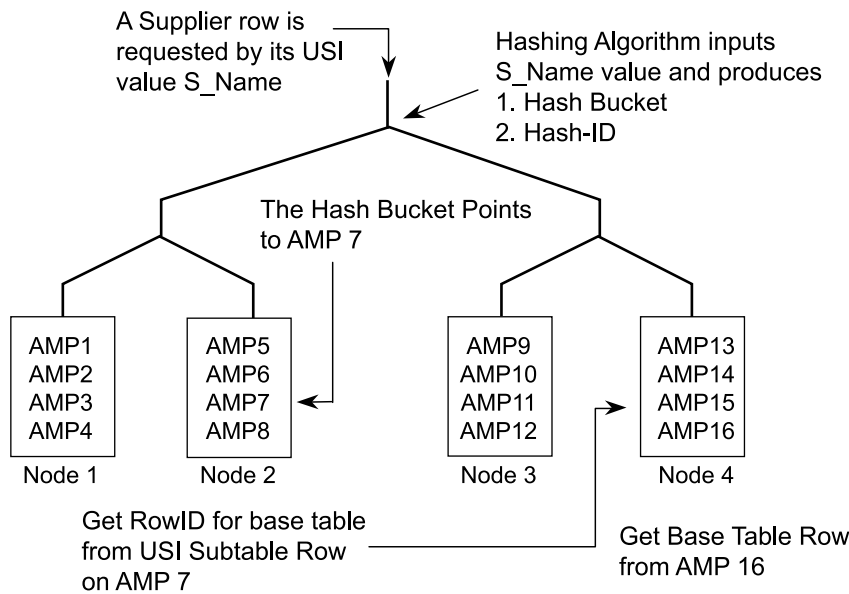 A Supplier row is
requested by its USI
value S_Name
Hashing Algorithm inputs
S_Name value and produces
1. Hash Bucket
2. Hash-ID
The Hash Bucket Points
to AMP 7
AMP1
AMP2
AMP3
AMP4
Node 1
AMP5
AMP6
AMP7
AMP8
Node 2
AMP9
AMP10
AMP11
AMP12
Node 3
AMP13
AMP14
AMP15
AMP16
Node 4
Get RowID for base table
from USI Subtable Row
on AMP 7
Get Base Table Row
from AMP 16